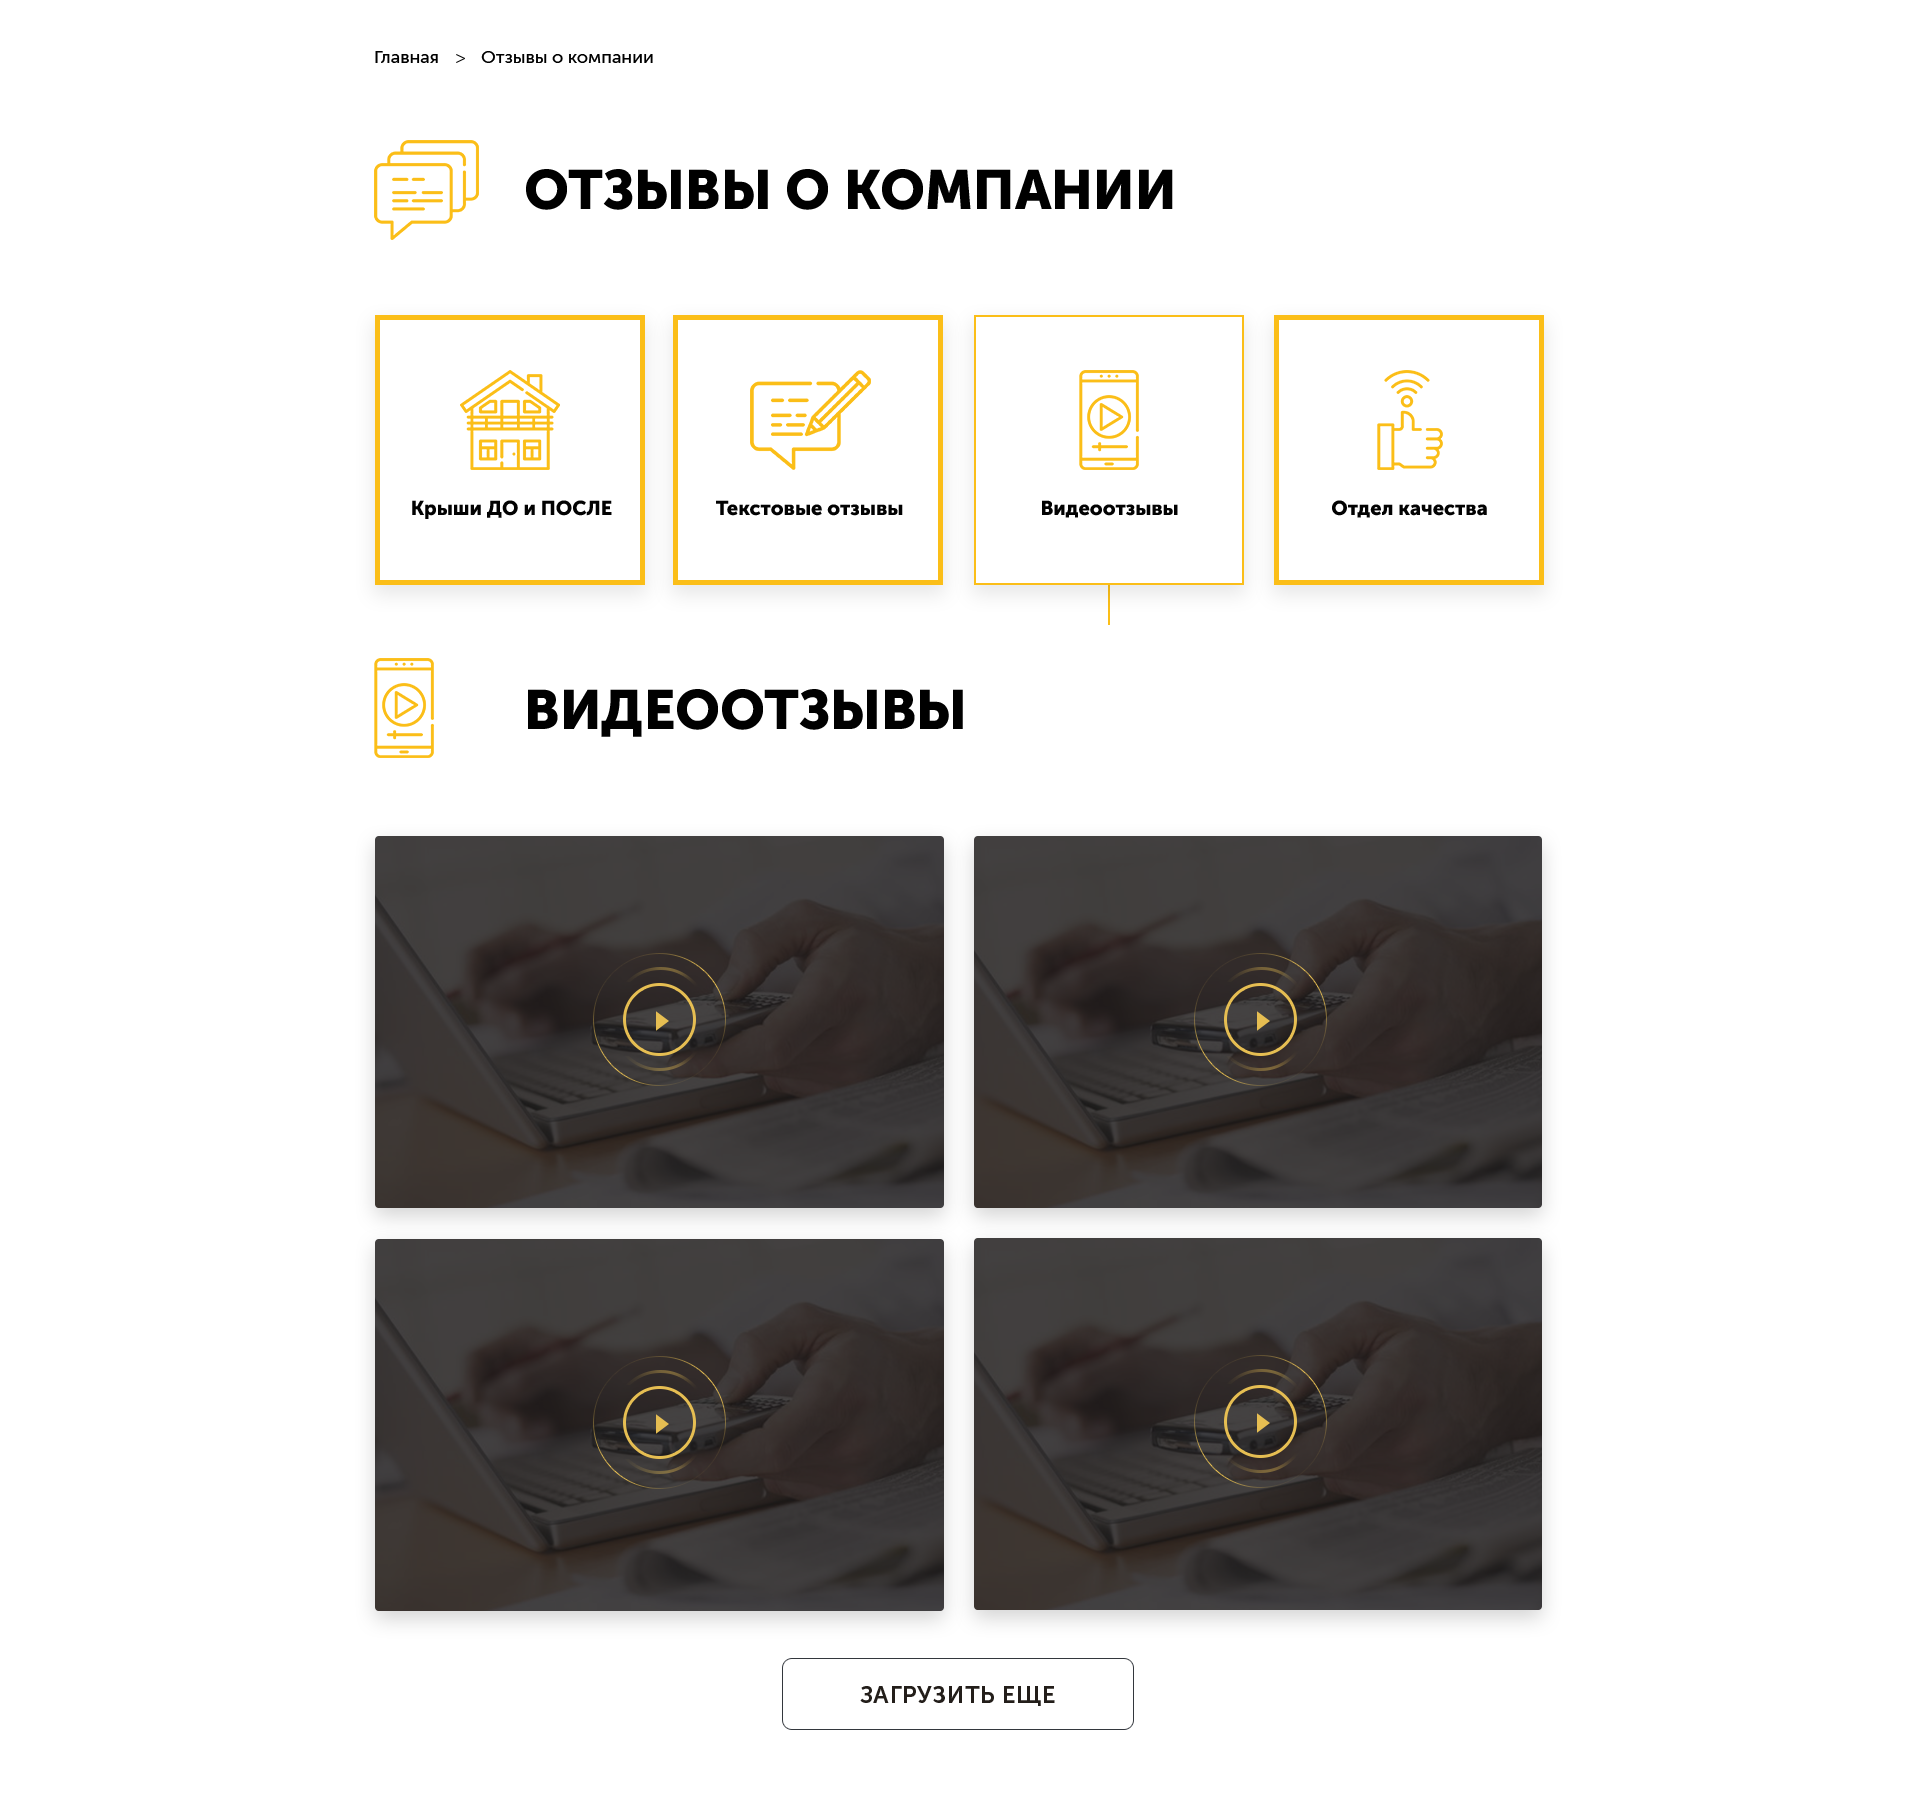 Главная > Отзывы о компании
ОТЗЫВЫ О КОМПАНИИ
Крыши ДО и ПОСЛЕ
Текстовые отзывы
Видеоотзывы
Отдел качества
ВИДЕООТЗЫВЫ
ЗАГРУЗИТЬ ЕЩЕ